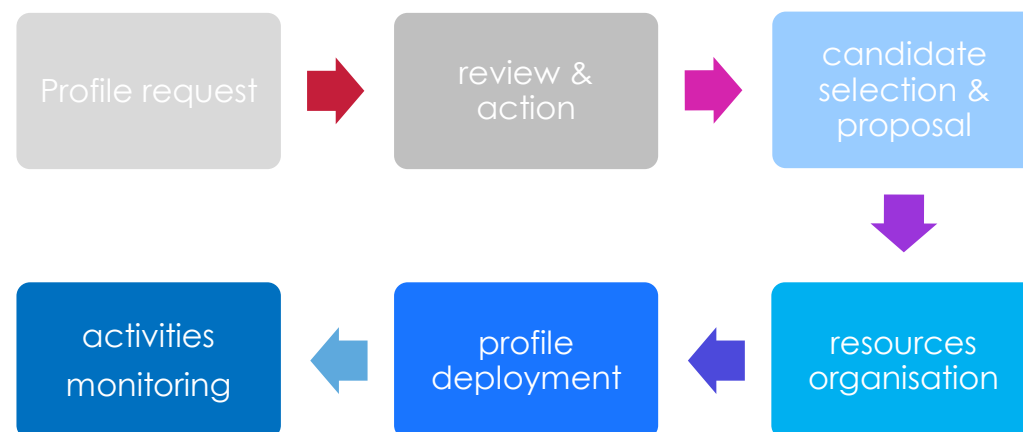 Profile request
review &
action
candidate
selection &
proposal
resources
organisation
profile
deployment
activities
monitoring